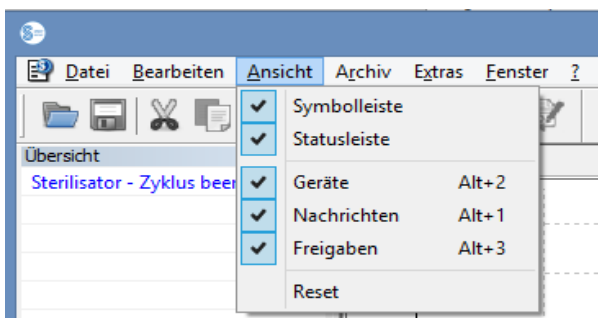 Datei Bearbeiten Ansicht Archiv Extras Fenster ?
Symbolleiste
Statusleiste
Übersicht
Sterilisator - Zyklus
Geräte Alt+2
Nachrichten Alt+1
Freigaben Alt+3
Reset